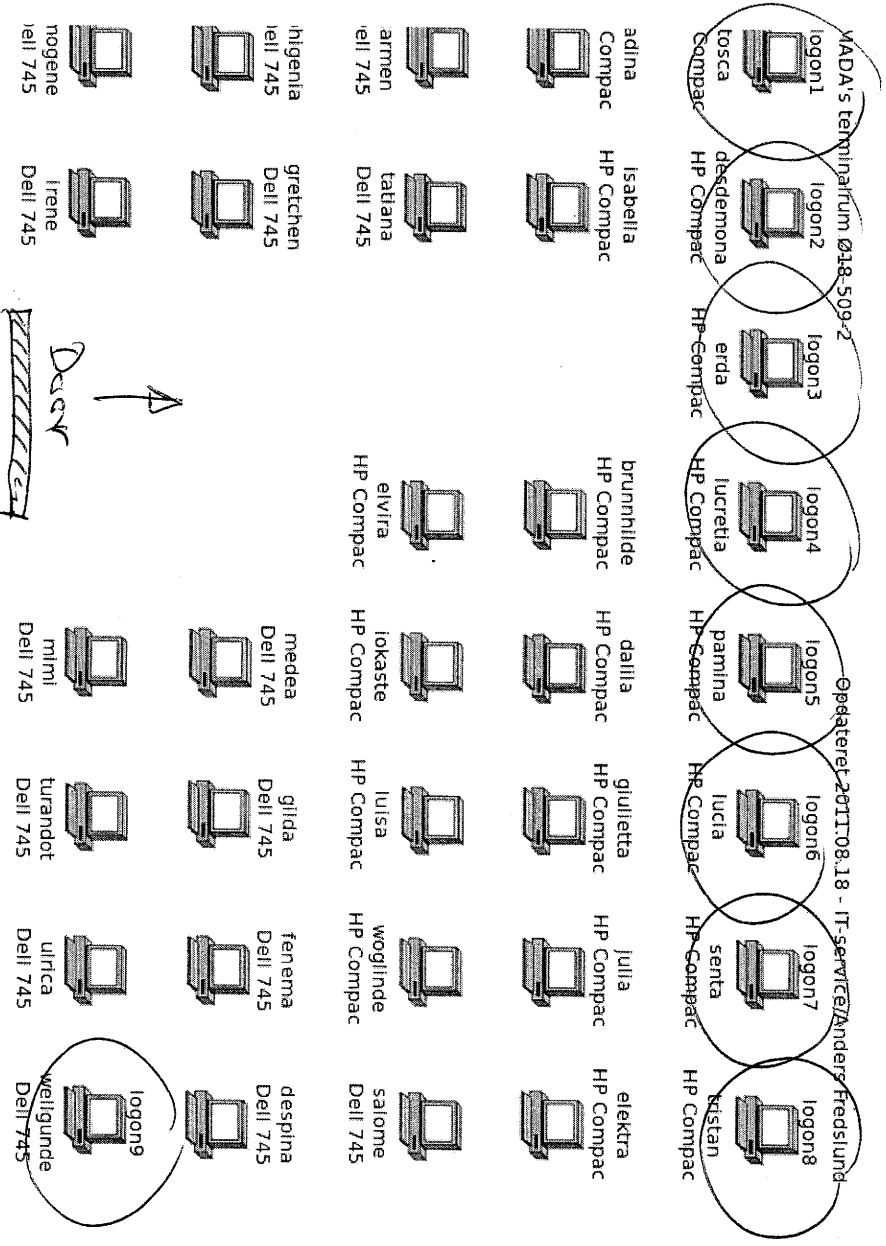 MADA's terminalrum Ø18-509-2 Opdateret 2011.08.18 - IT-service/Anders Fredslund
logon1 logon2 logon3 logon4 logon5 logon6 logon7 logon8
tosca desdemona erda lucretia pamina lucia senta tristan
Compac HP Compac HP Compac HP Compac HP Compac HP Compac HP Compac HP Compac
adina isabella brunnhilde dalila giulietta julia elektra
Compac HP Compac HP Compac HP Compac HP Compac HP Compac HP Compac
armen tatiana elvira iokaste luisa woglinde salome
ell 745 Dell 745 HP Compac HP Compac HP Compac HP Compac Dell 745
higenia gretchen medea gilda fenema despina
ell 745 Dell 745 Dell 745 Dell 745 Dell 745 Dell 745
logon9
mogene irene Door mimi turandot ulrica wellgunde
ell 745 Dell 745 Dell 745 Dell 745 Dell 745 Dell 745